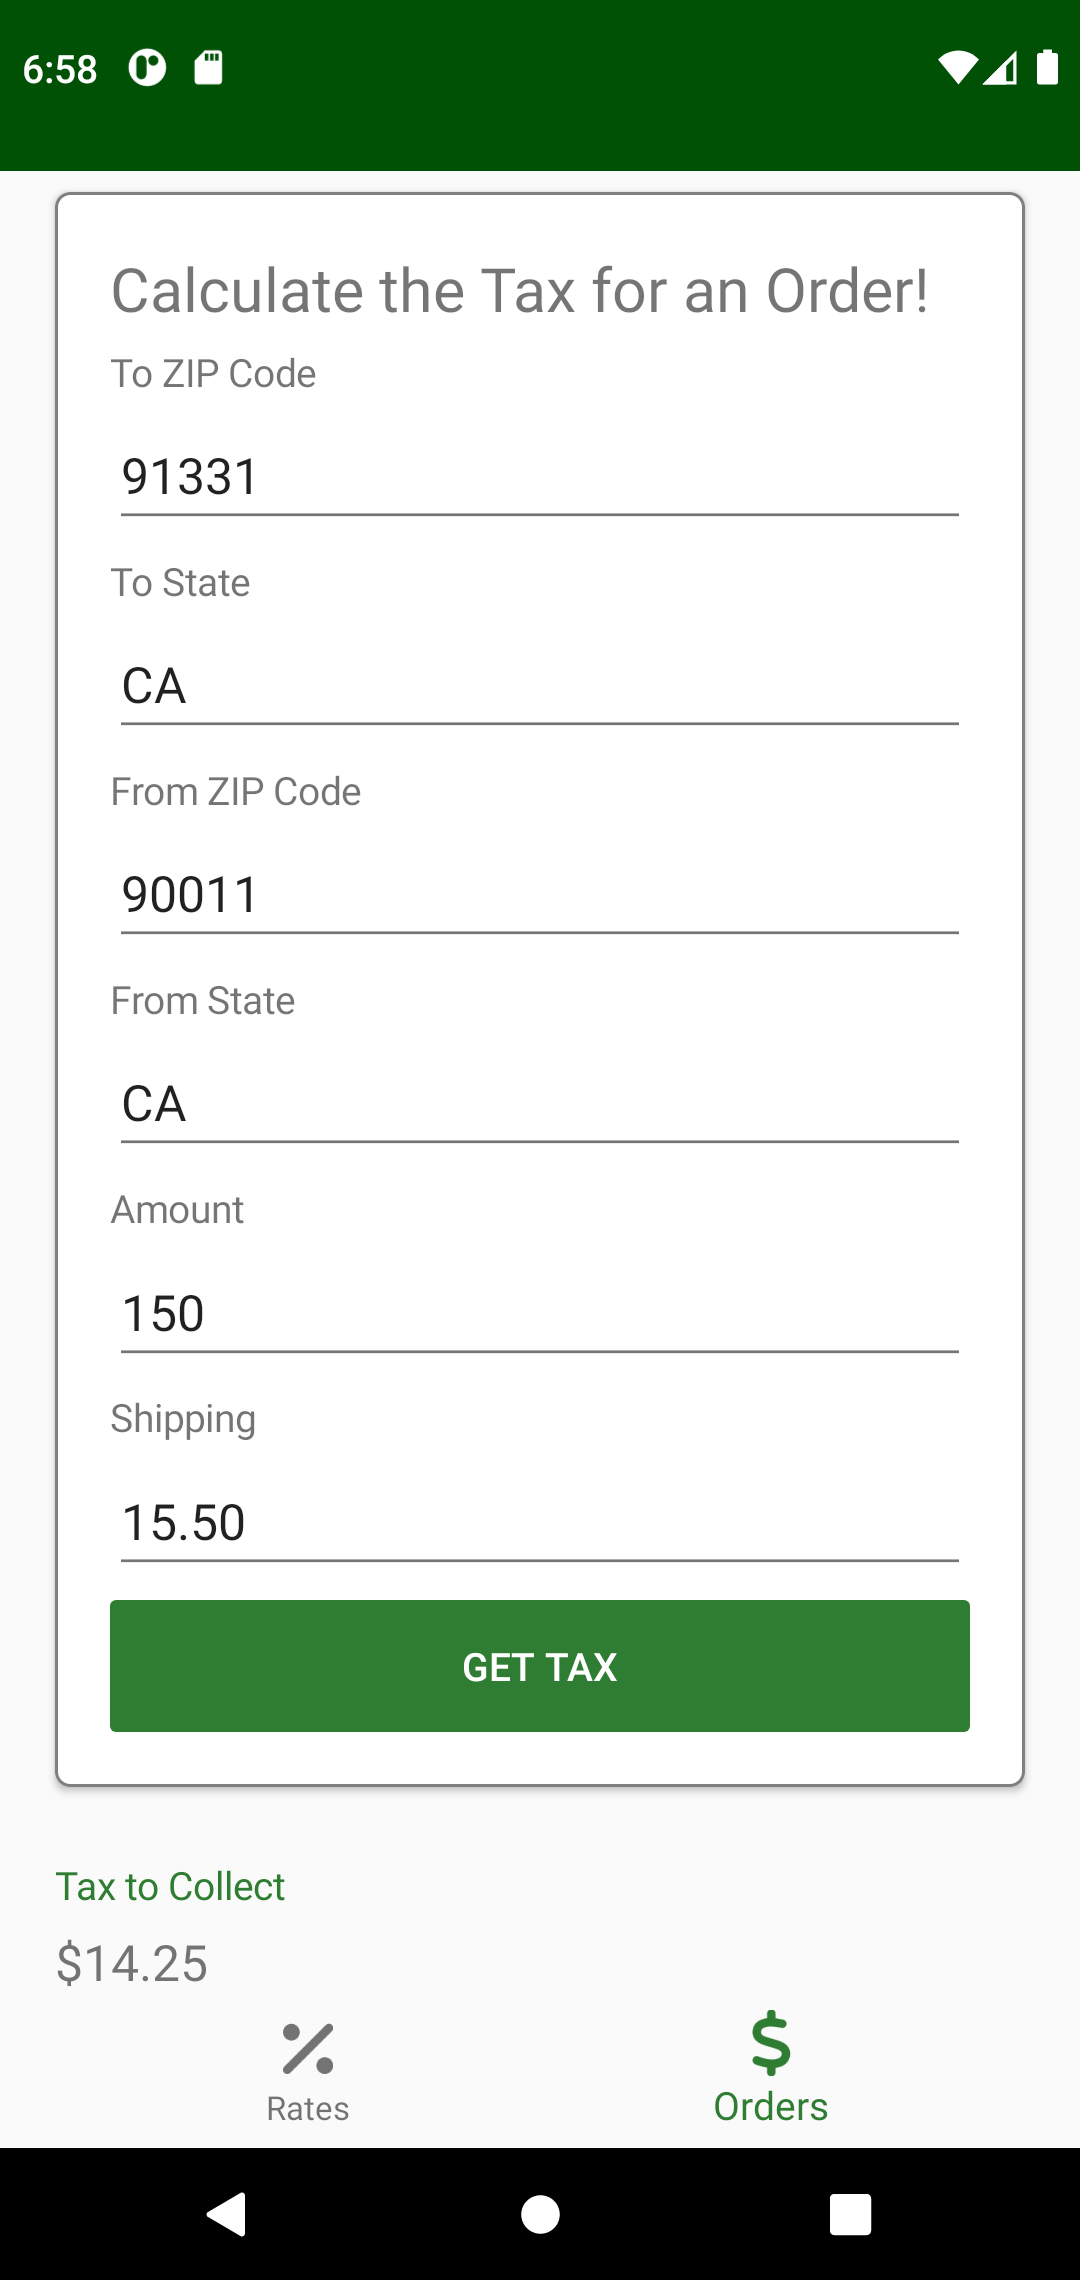 6:58
Calculate the Tax for an Order!
To ZIP Code
91331
To State
CA
From ZIP Code
90011
From State
CA
Amount
150
Shipping
15.50
GET TAX
Tax to Collect
$14.25
Rates
Orders